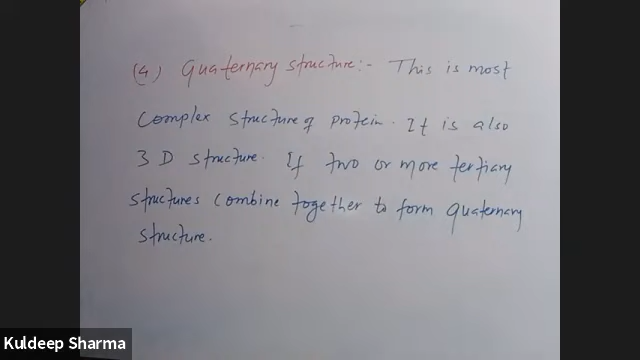 (4) Quaternary structure:- This is most
complex structure of protein. It is also
3 D structure. If two or more tertiary
structures combine together to form quaternary
structure.
Kuldeep Sharma